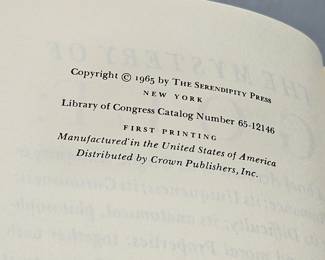 Copyright © 1965 by The Serendipity Press
NEW YORK
Library of Congress Catalog Number 65-12146
FIRST PRINTING
Manufactured in the United States of America
Distributed by Crown Publishers, Inc.